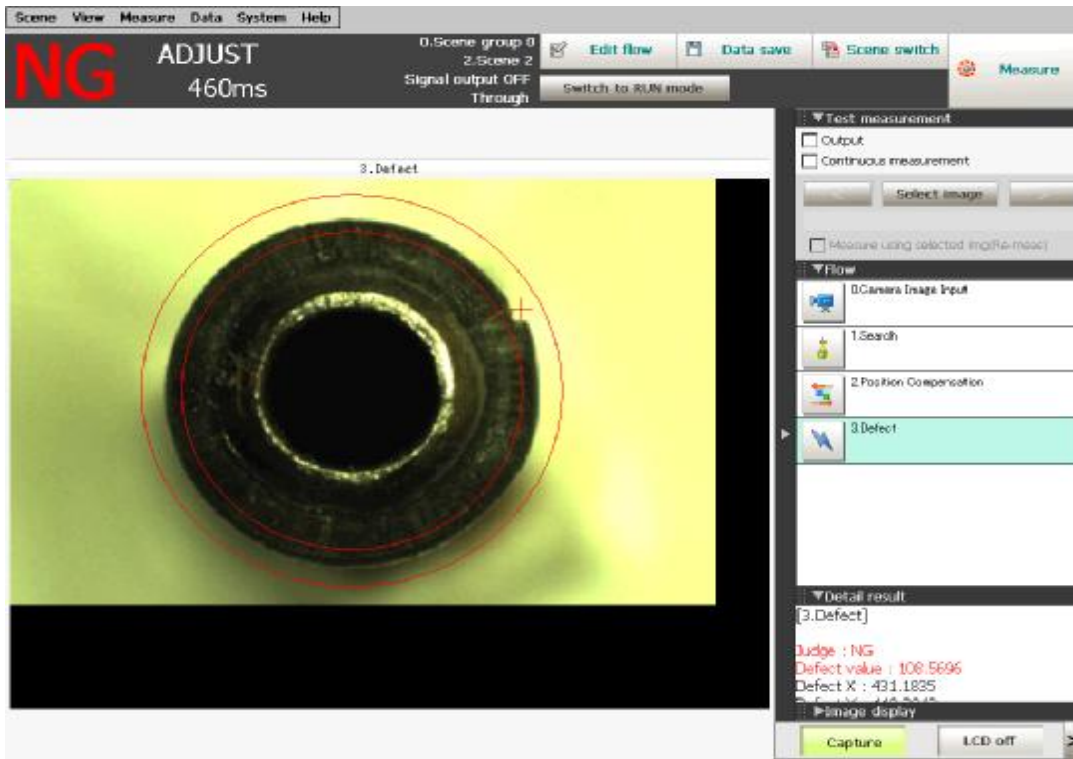 Scene View Measure Data System Help
NG
ADJUST
460ms
0.Scene group 0
2.Scene 2
Signal output OFF
Through
Edit flow
Data save
Scene switch
Switch to RUN mode
Measure
3.Defect
▼Test measurement
Output
Continuous measurement
Select image
Measure using selected img(Re-meas)
▼Flow
0.Camera Image Input
1.Search
2.Position Compensation
3.Defect
▼Detail result
[3.Defect]
Judge : NG
Defect value : 108.5696
Defect X : 431.1835
▶Image display
Capture
LCD off